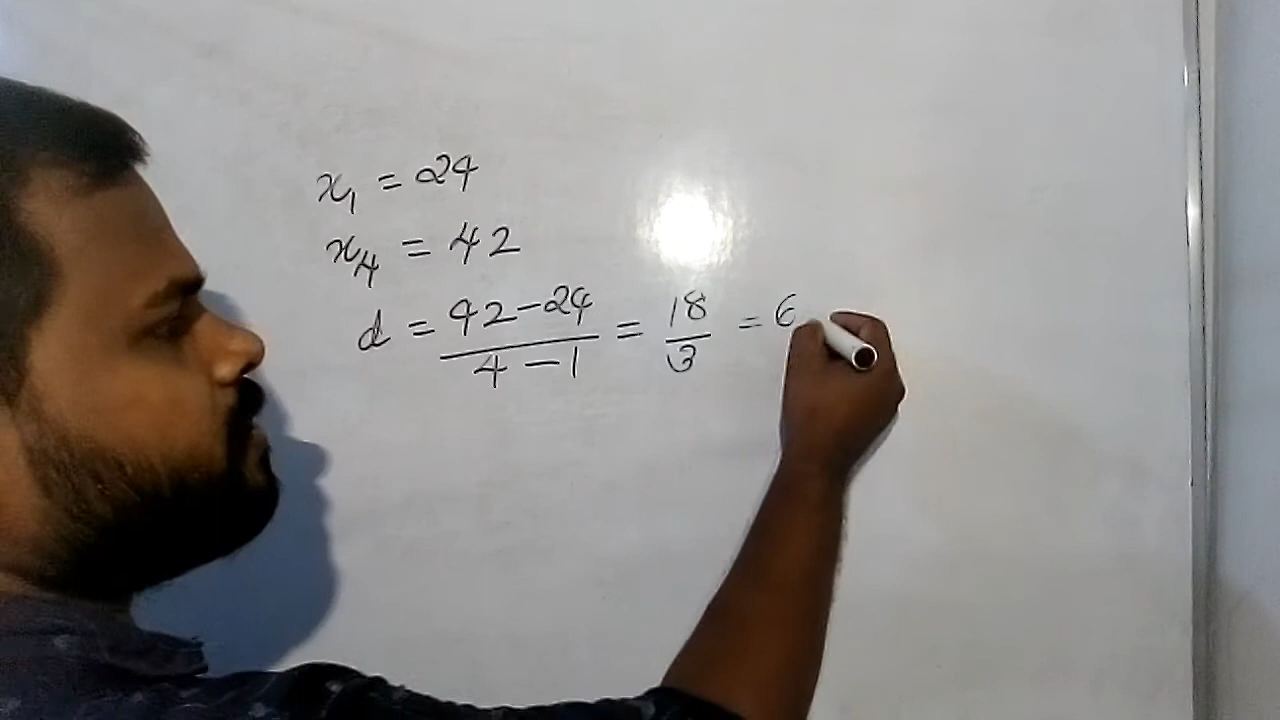 x₁ = 24
x₄ = 42
d = 42-24 / 4-1 = 18 / 3 = 6